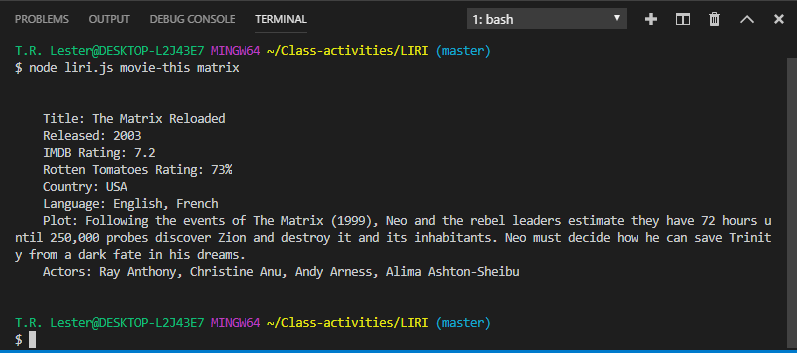 PROBLEMS OUTPUT DEBUG CONSOLE TERMINAL 1: bash
T.R. Lester@DESKTOP-L2J43E7 MINGW64 ~/Class-activities/LIRI (master)
$ node liri.js movie-this matrix
Title: The Matrix Reloaded
Released: 2003
IMDB Rating: 7.2
Rotten Tomatoes Rating: 73%
Country: USA
Language: English, French
Plot: Following the events of The Matrix (1999), Neo and the rebel leaders estimate they have 72 hours u
ntil 250,000 probes discover Zion and destroy it and its inhabitants. Neo must decide how he can save Trinit
y from a dark fate in his dreams.
Actors: Ray Anthony, Christine Anu, Andy Arness, Alima Ashton-Sheibu
T.R. Lester@DESKTOP-L2J43E7 MINGW64 ~/Class-activities/LIRI (master)
$